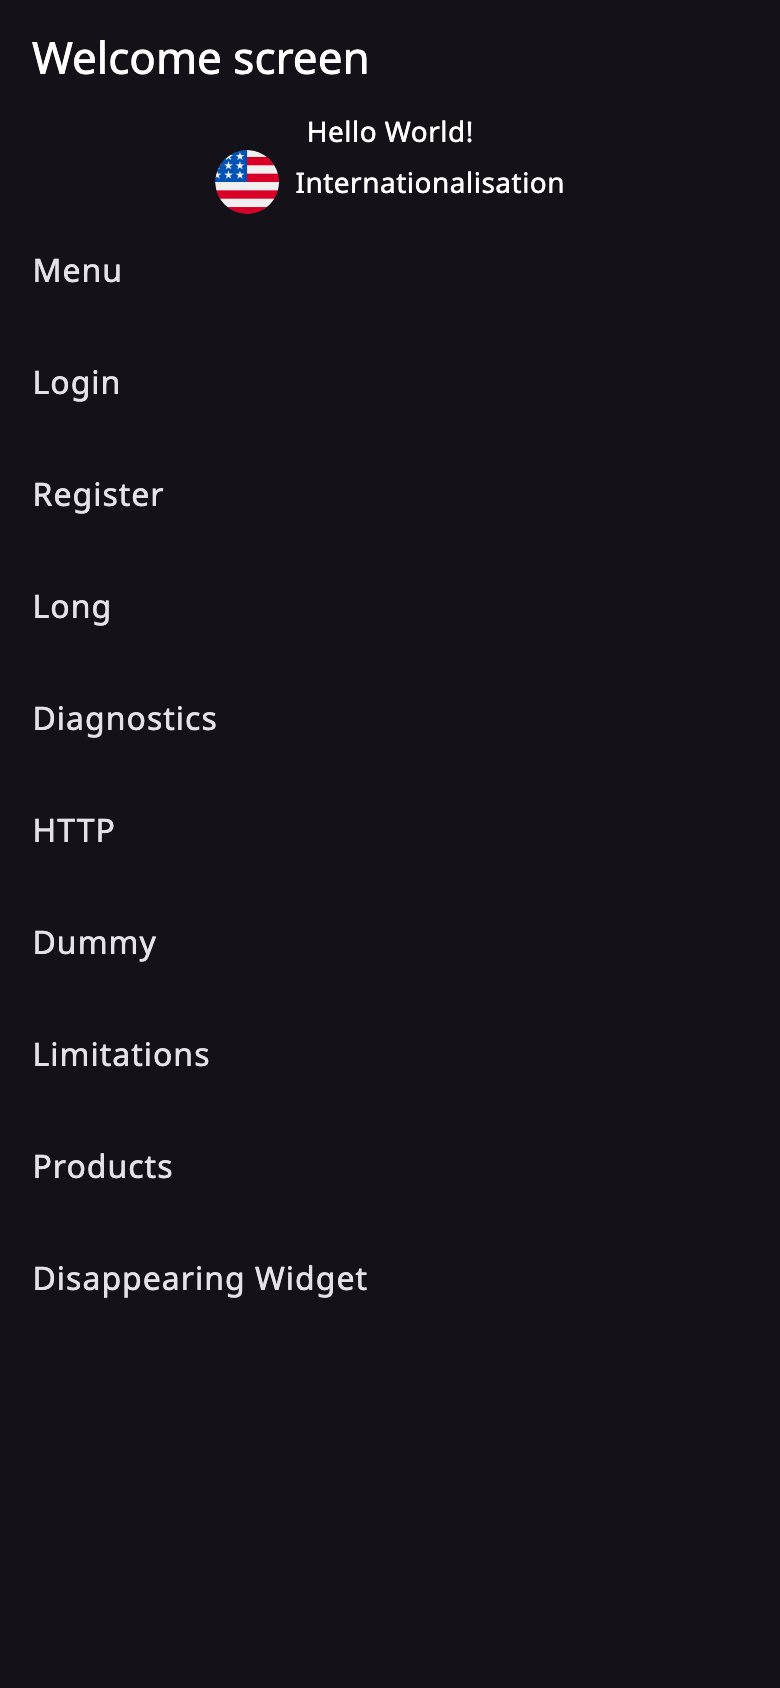 Welcome screen
Hello World!
Internationalisation
Menu
Login
Register
Long
Diagnostics
HTTP
Dummy
Limitations
Products
Disappearing Widget